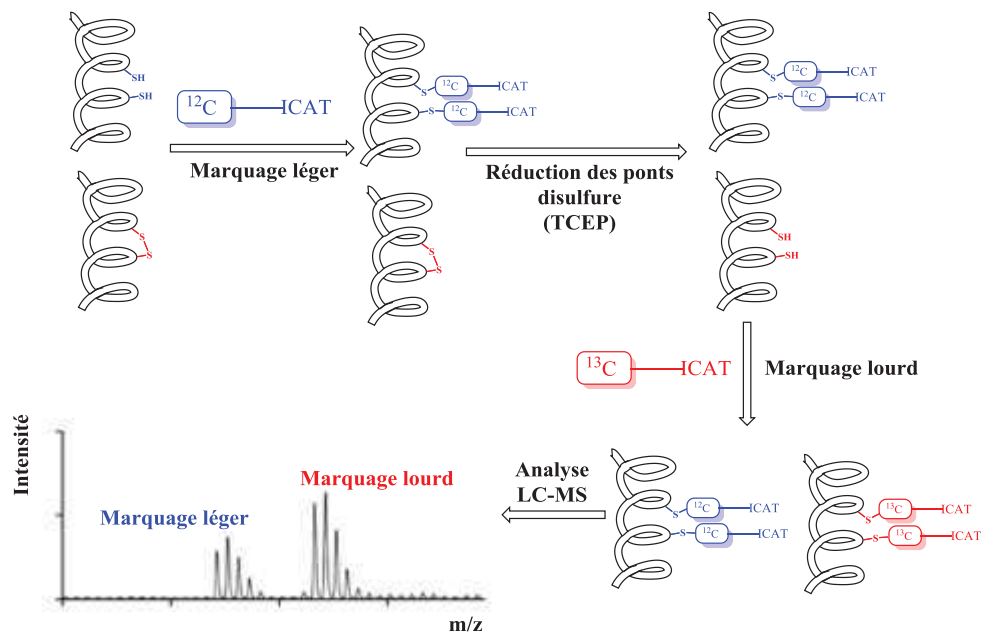 SH
SH
¹²C
ICAT
Marquage léger
S
S
S
¹²C
ICAT
S
¹²C
ICAT
S
S
Réduction des ponts
disulfure
(TCEP)
S
¹²C
ICAT
S
¹²C
ICAT
SH
SH
¹³C
ICAT
Marquage lourd
S
¹²C
ICAT
S
¹²C
ICAT
S
¹³C
ICAT
S
¹³C
ICAT
Analyse
LC-MS
Intensité
Marquage lourd
Marquage léger
m/z